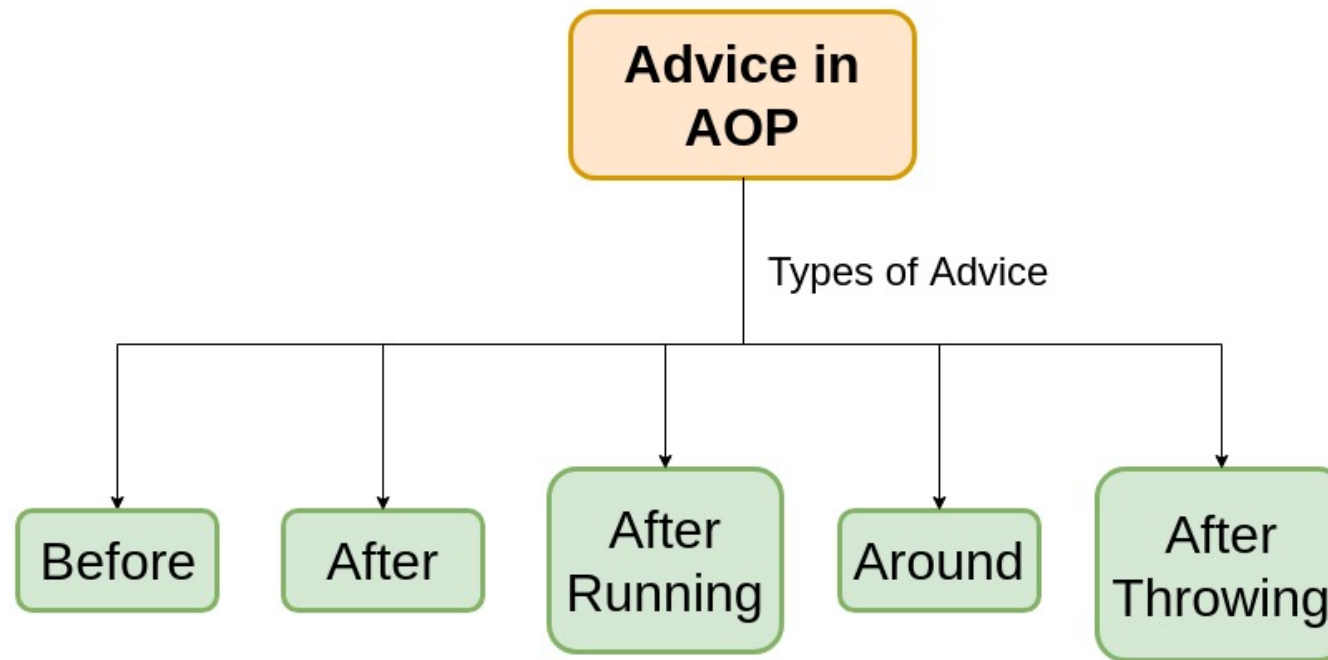 Advice in
AOP
Types of Advice
Before
After
After
Running
Around
After
Throwing